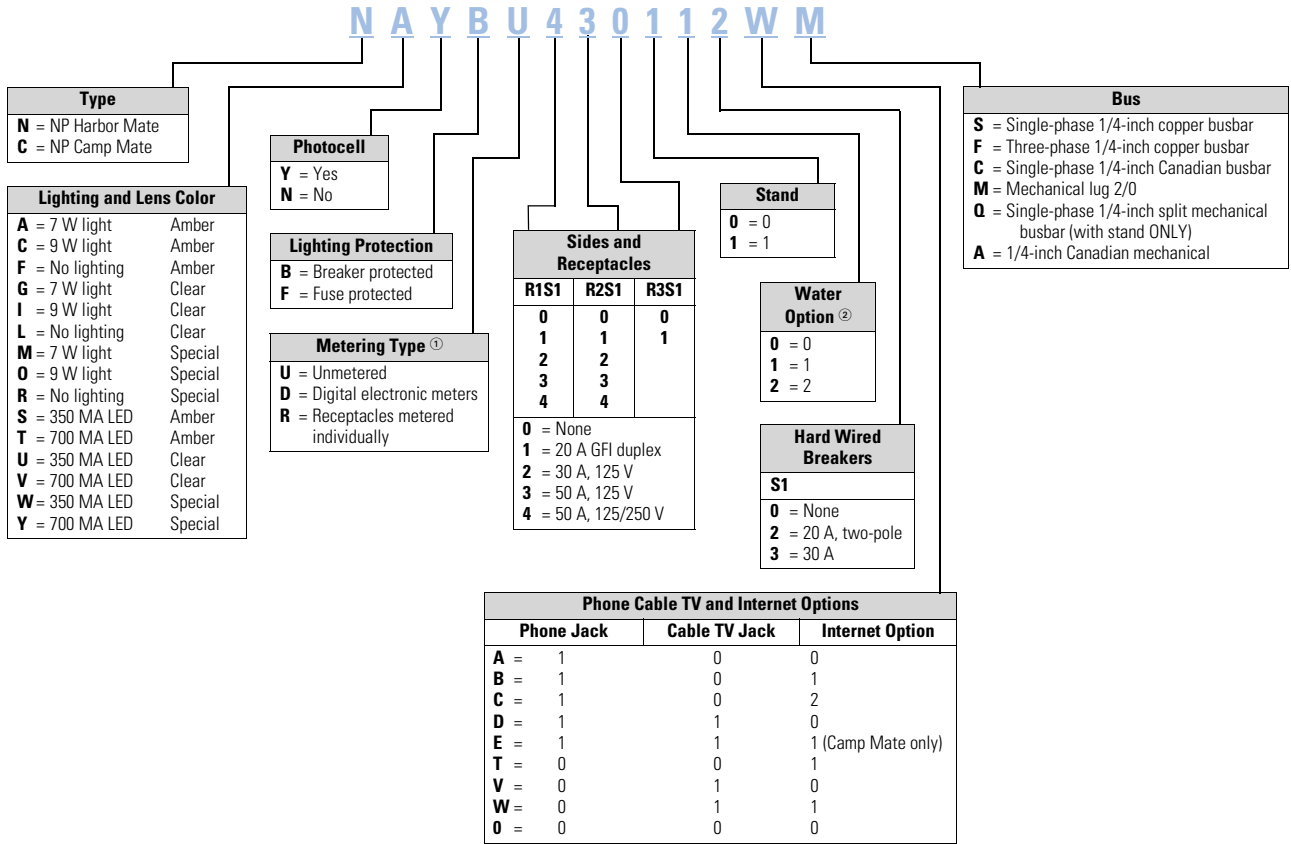 N A Y B U 4 3 0 1 1 2 W M
Type
N = NP Harbor Mate
C = NP Camp Mate
Lighting and Lens Color
A = 7 W light Amber
C = 9 W light Amber
F = No lighting Amber
G = 7 W light Clear
I = 9 W light Clear
L = No lighting Clear
M = 7 W light Special
O = 9 W light Special
R = No lighting Special
S = 350 MA LED Amber
T = 700 MA LED Amber
U = 350 MA LED Clear
V = 700 MA LED Clear
W = 350 MA LED Special
Y = 700 MA LED Special
Photocell
Y = Yes
N = No
Lighting Protection
B = Breaker protected
F = Fuse protected
Metering Type ①
U = Unmetered
D = Digital electronic meters
R = Receptacles metered
individually
Sides and
Receptacles
R1S1 R2S1 R3S1
0 0 0
1 1 1
2 2
3 3
4 4
0 = None
1 = 20 A GFI duplex
2 = 30 A, 125 V
3 = 50 A, 125 V
4 = 50 A, 125/250 V
Stand
0 = 0
1 = 1
Water
Option ②
0 = 0
1 = 1
2 = 2
Hard Wired
Breakers
S1
0 = None
2 = 20 A, two-pole
3 = 30 A
Bus
S = Single-phase 1/4-inch copper busbar
F = Three-phase 1/4-inch copper busbar
C = Single-phase 1/4-inch Canadian busbar
M = Mechanical lug 2/0
Q = Single-phase 1/4-inch split mechanical
busbar (with stand ONLY)
A = 1/4-inch Canadian mechanical
Phone Cable TV and Internet Options
Phone Jack Cable TV Jack Internet Option
A = 1 0 0
B = 1 0 1
C = 1 0 2
D = 1 1 0
E = 1 1 1 (Camp Mate only)
T = 0 0 1
V = 0 1 0
W = 0 1 1
0 = 0 0 0